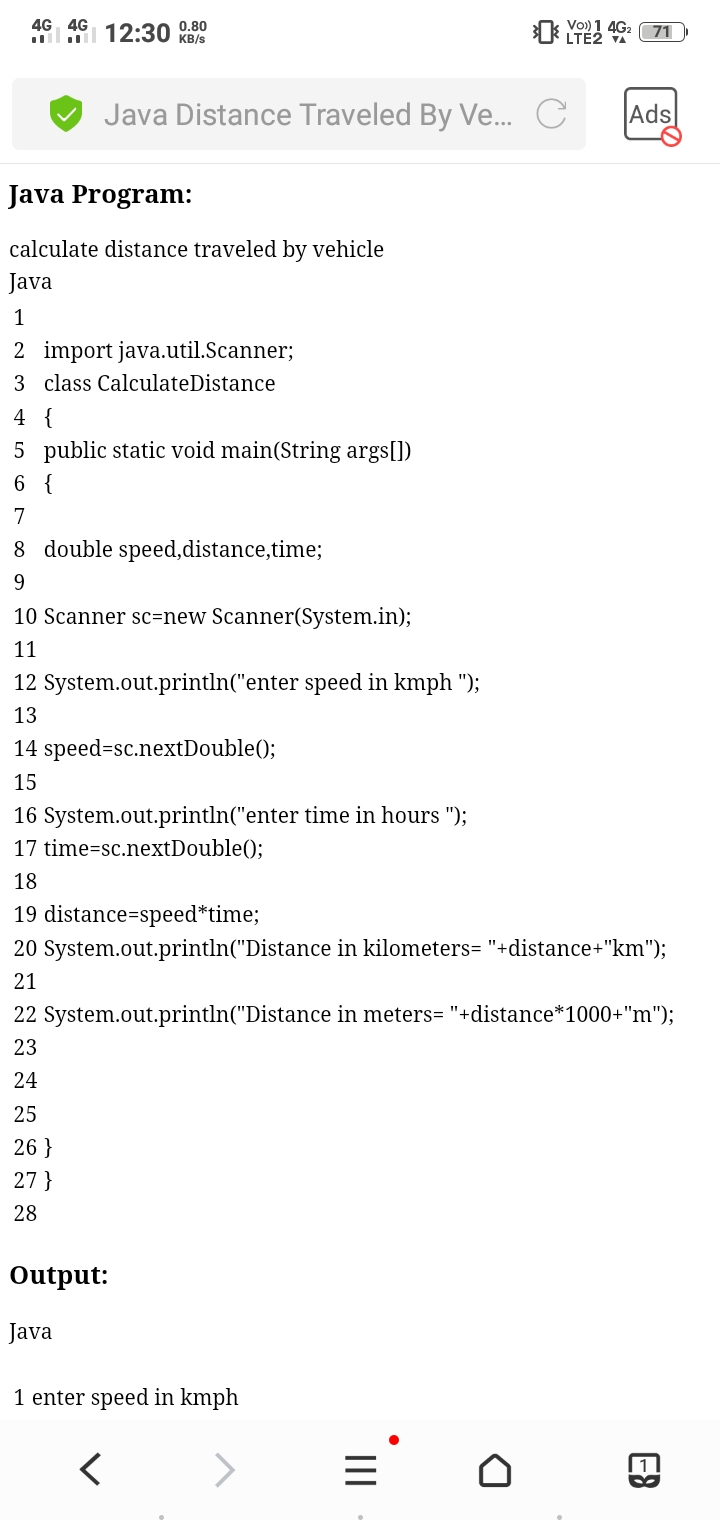 4G 4G 12:30 0.80 KB/s Vo)) 1 LTE2 4G2 71
Java Distance Traveled By Ve... Ads
Java Program:
calculate distance traveled by vehicle
Java
1
2 import java.util.Scanner;
3 class CalculateDistance
4 {
5 public static void main(String args[])
6 {
7
8 double speed,distance,time;
9
10 Scanner sc=new Scanner(System.in);
11
12 System.out.println("enter speed in kmph ");
13
14 speed=sc.nextDouble();
15
16 System.out.println("enter time in hours ");
17 time=sc.nextDouble();
18
19 distance=speed*time;
20 System.out.println("Distance in kilometers= "+distance+"km");
21
22 System.out.println("Distance in meters= "+distance*1000+"m");
23
24
25
26 }
27 }
28
Output:
Java
1 enter speed in kmph
1